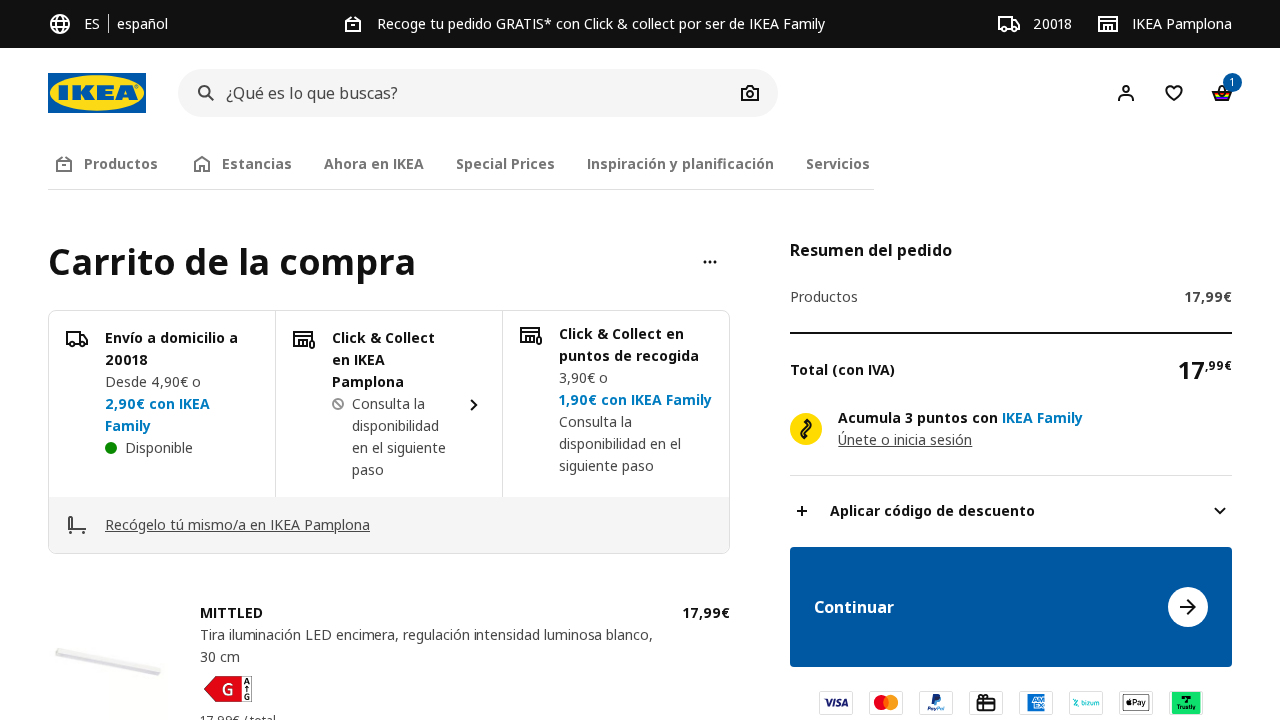 ES español
Recoge tu pedido GRATIS* con Click & collect por ser de IKEA Family
20018
IKEA Pamplona
IKEA
¿Qué es lo que buscas?
1
Productos
Estancias
Ahora en IKEA
Special Prices
Inspiración y planificación
Servicios
Carrito de la compra
Envío a domicilio a
20018
Desde 4,90€ o
2,90€ con IKEA
Family
Disponible
Click & Collect
en IKEA
Pamplona
Consulta la
disponibilidad
en el siguiente
paso
Click & Collect en
puntos de recogida
3,90€ o
1,90€ con IKEA Family
Consulta la
disponibilidad en el
siguiente paso
Recógelo tú mismo/a en IKEA Pamplona
MITTLED
17,99€
Tira iluminación LED encimera, regulación intensidad luminosa blanco,
30 cm
G
A
G
17,99€ / total
Resumen del pedido
Productos
17,99€
Total (con IVA)
17,99€
Acumula 3 puntos con IKEA Family
Únete o inicia sesión
Aplicar código de descuento
Continuar
VISA
PayPal
AMEX
bizum
Pay
Trustly